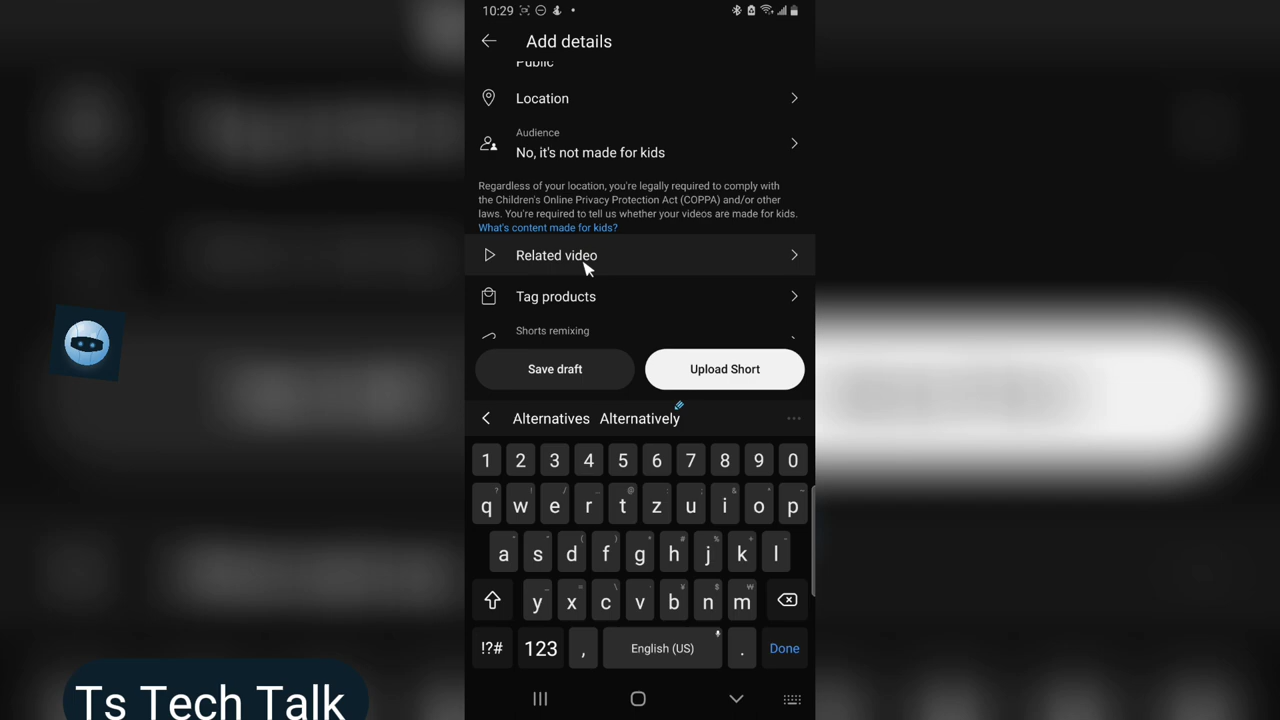 10:29
Add details
Public
Location
Audience
No, it's not made for kids
Regardless of your location, you're legally required to comply with
the Children's Online Privacy Protection Act (COPPA) and/or other
laws. You're required to tell us whether your videos are made for kids.
What's content made for kids?
Related video
Tag products
Shorts remixing
Save draft
Upload Short
Alternatives Alternatively
1 2 3 4 5 6 7 8 9 0
q w e r t z u i o p
a s d f g h j k l
y x c v b n m
!?# 123 , English (US) . Done
Ts Tech Talk